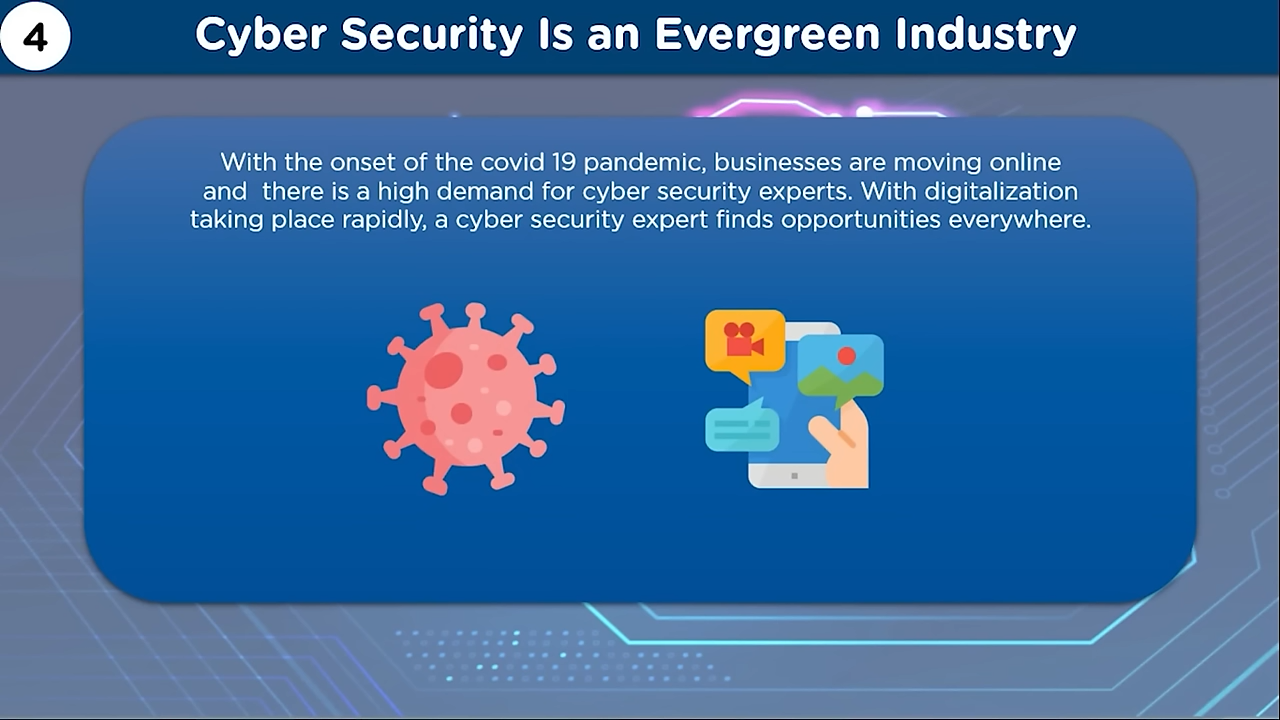 4
Cyber Security Is an Evergreen Industry
With the onset of the covid 19 pandemic, businesses are moving online
and  there is a high demand for cyber security experts. With digitalization
taking place rapidly, a cyber security expert finds opportunities everywhere.